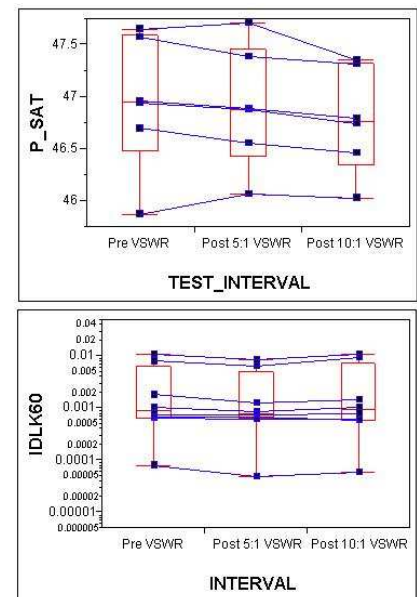 P_SAT
47.5
47
46.5
46
Pre VSWR Post 5:1 VSWR Post 10:1 VSWR
TEST_INTERVAL
IDLK60
0.04
0.02
0.01
0.005
0.002
0.001
0.0005
0.0002
0.0001
0.00005
0.00002
0.00001
0.000005
Pre VSWR Post 5:1 VSWR Post 10:1 VSWR
INTERVAL